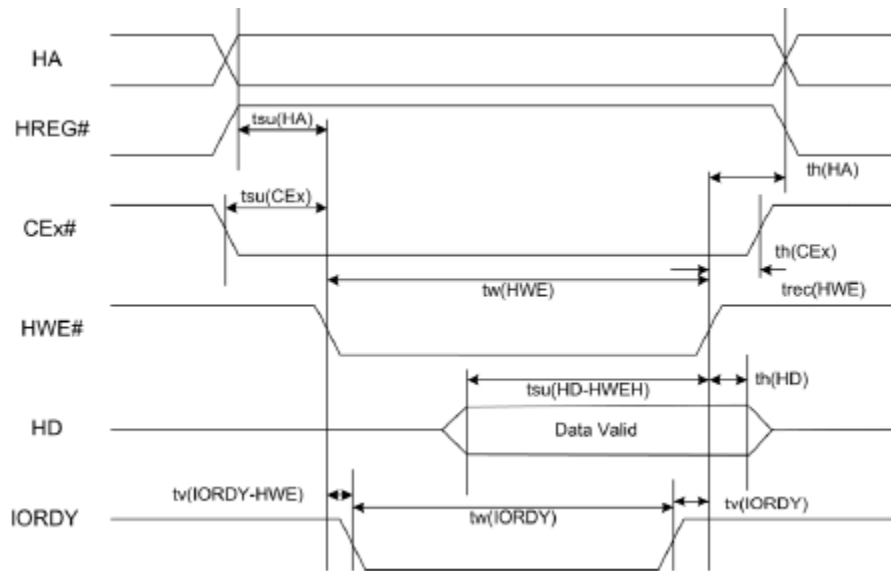 HA
HREG#
tsu(HA)
th(HA)
tsu(CEx)
CEx#
th(CEx)
tw(HWE)
trec(HWE)
HWE#
tsu(HD-HWEH)
th(HD)
HD
Data Valid
tv(IORDY-HWE)
tw(IORDY)
tv(IORDY)
IORDY